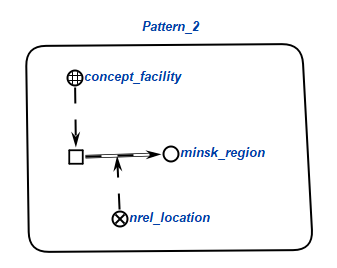 Pattern_2
concept_facility
minsk_region
nrel_location